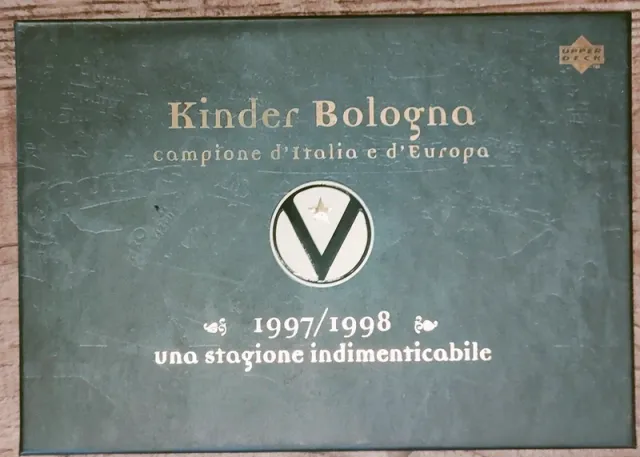 UPPER
DECK
Kinder Bologna
campione d'Italia e d'Europa
V
1997/1998
una stagione indimenticabile